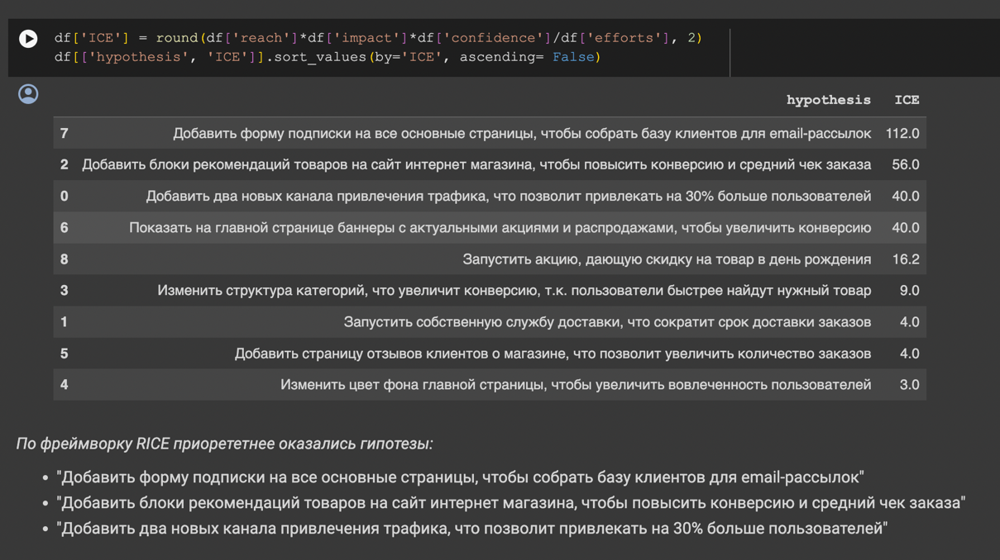 df['ICE'] = round(df['reach']*df['impact']*df['confidence']/df['efforts'], 2)
df[['hypothesis', 'ICE']].sort_values(by='ICE', ascending= False)
hypothesis ICE
7 Добавить форму подписки на все основные страницы, чтобы собрать базу клиентов для email-рассылок 112.0
2 Добавить блоки рекомендаций товаров на сайт интернет магазина, чтобы повысить конверсию и средний чек заказа 56.0
0 Добавить два новых канала привлечения трафика, что позволит привлекать на 30% больше пользователей 40.0
6 Показать на главной странице баннеры с актуальными акциями и распродажами, чтобы увеличить конверсию 40.0
8 Запустить акцию, дающую скидку на товар в день рождения 16.2
3 Изменить структура категорий, что увеличит конверсию, т.к. пользователи быстрее найдут нужный товар 9.0
1 Запустить собственную службу доставки, что сократит срок доставки заказов 4.0
5 Добавить страницу отзывов клиентов о магазине, что позволит увеличить количество заказов 4.0
4 Изменить цвет фона главной страницы, чтобы увеличить вовлеченность пользователей 3.0
По фреймворку RICE приорететнее оказались гипотезы:
• "Добавить форму подписки на все основные страницы, чтобы собрать базу клиентов для email-рассылок"
• "Добавить блоки рекомендаций товаров на сайт интернет магазина, чтобы повысить конверсию и средний чек заказа"
• "Добавить два новых канала привлечения трафика, что позволит привлекать на 30% больше пользователей"